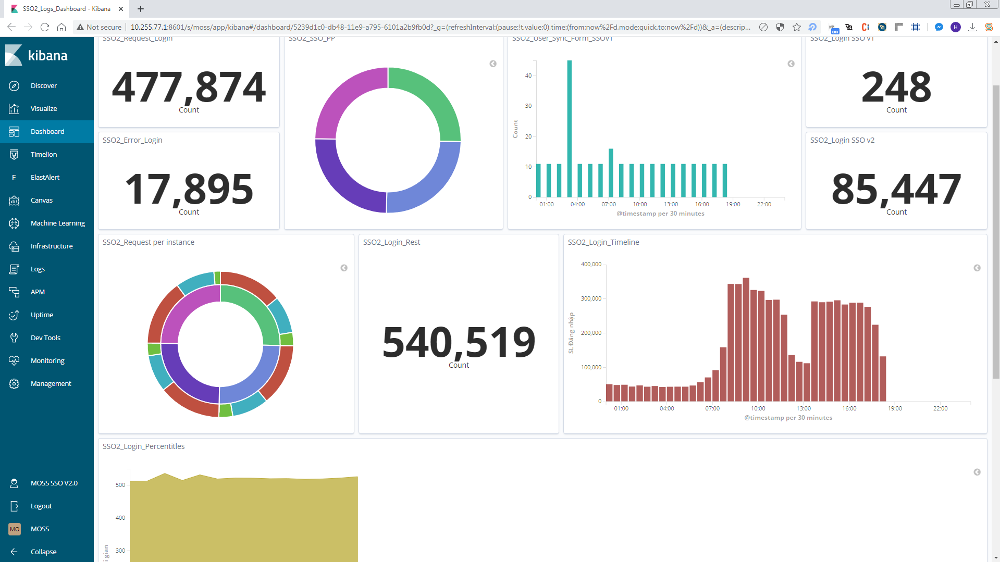 SSO2_Logs_Dashboard - Kibana
Not secure
10.255.77.1:8601/s/moss/app/kibana#/dashboard/5239d1c0-db48-11e9-a795-6101a2b9fb0d?_g=(refreshInterval:(pause:!t,value:0),time:(from:now%2Fd,mode:quick,to:now%2Fd))&_a=(descrip...
on
H
kibana
Discover
Visualize
Dashboard
Timelion
E ElastAlert
Canvas
Machine Learning
Infrastructure
Logs
APM
Uptime
Dev Tools
Monitoring
Management
MOSS SSO V2.0
Logout
MO MOSS
Collapse
SSO2_Request_Login
477,874
Count
SSO2_Error_Login
17,895
Count
SSO2_SSO_PP
SSO2_User_Sync_Form_SSOV1
Count
40
30
20
10
0
01:00 04:00 07:00 10:00 13:00 16:00 19:00 22:00
@timestamp per 30 minutes
SSO2_Login SSO v1
248
Count
SSO2_Login SSO v2
85,447
Count
SSO2_Request per instance
SSO2_Login_Rest
540,519
Count
SSO2_Login_Timeline
SL Đăng nhập
400,000
300,000
200,000
100,000
0
01:00 04:00 07:00 10:00 13:00 16:00 19:00 22:00
@timestamp per 30 minutes
SSO2_Login_Percentitles
500
400
300
i gian